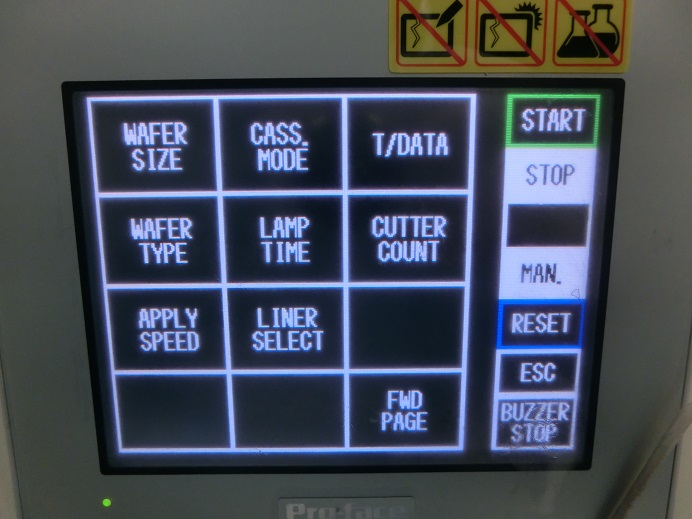 WAFER
SIZE
CASS.
MODE
T/DATA
WAFER
TYPE
LAMP
TIME
CUTTER
COUNT
APPLY
SPEED
LINER
SELECT
FWD
PAGE
START
STOP
MAN.
RESET
ESC
BUZZER
STOP
Pro-face